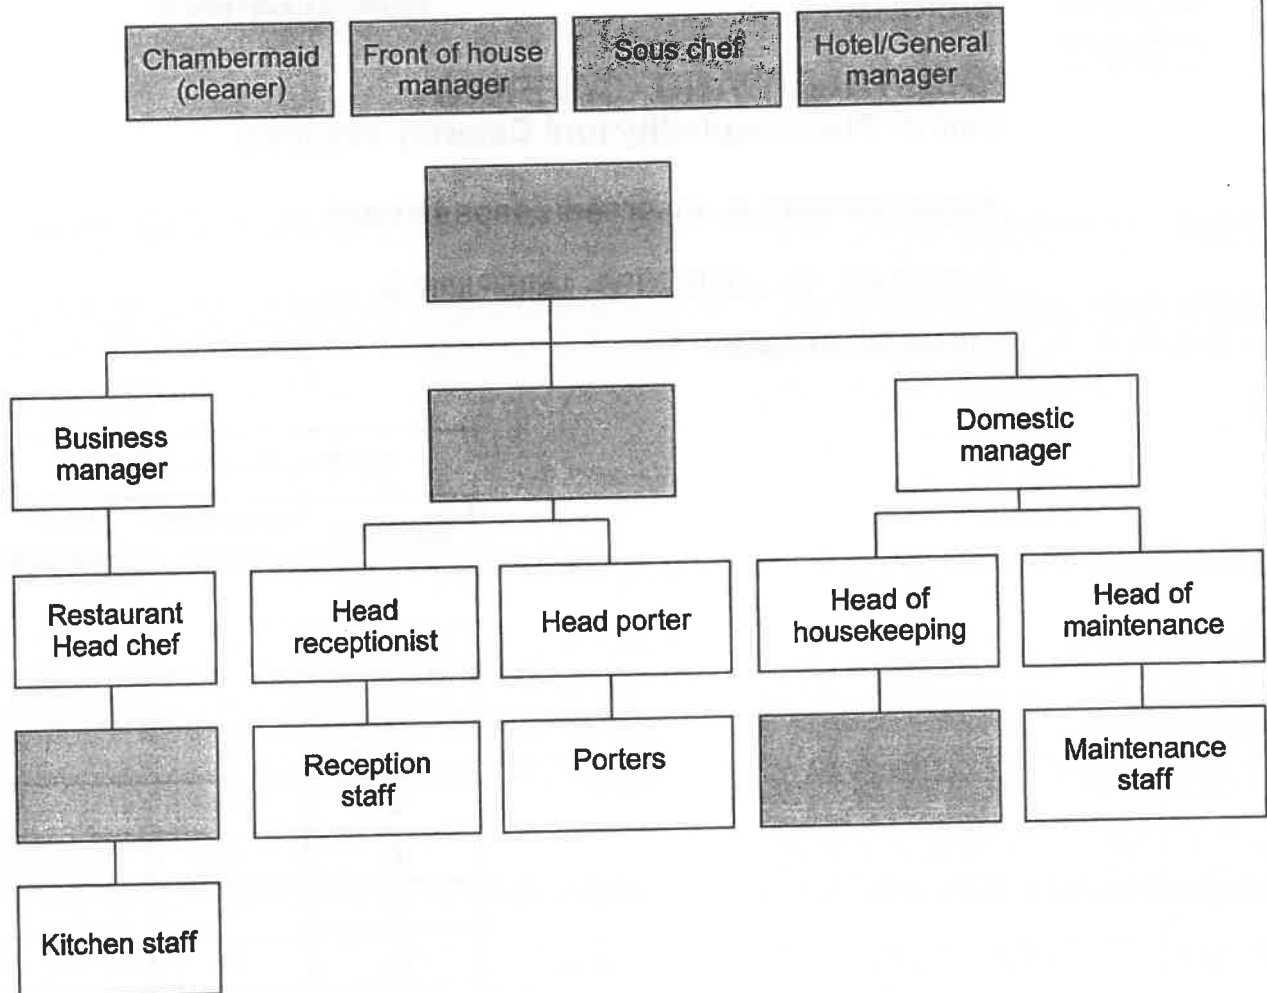 Chambermaid
(cleaner)
Front of house
manager
Sous chef
Hotel/General
manager
Business
manager
Domestic
manager
Restaurant
Head chef
Head
receptionist
Head porter
Head of
housekeeping
Head of
maintenance
Reception
staff
Porters
Maintenance
staff
Kitchen staff